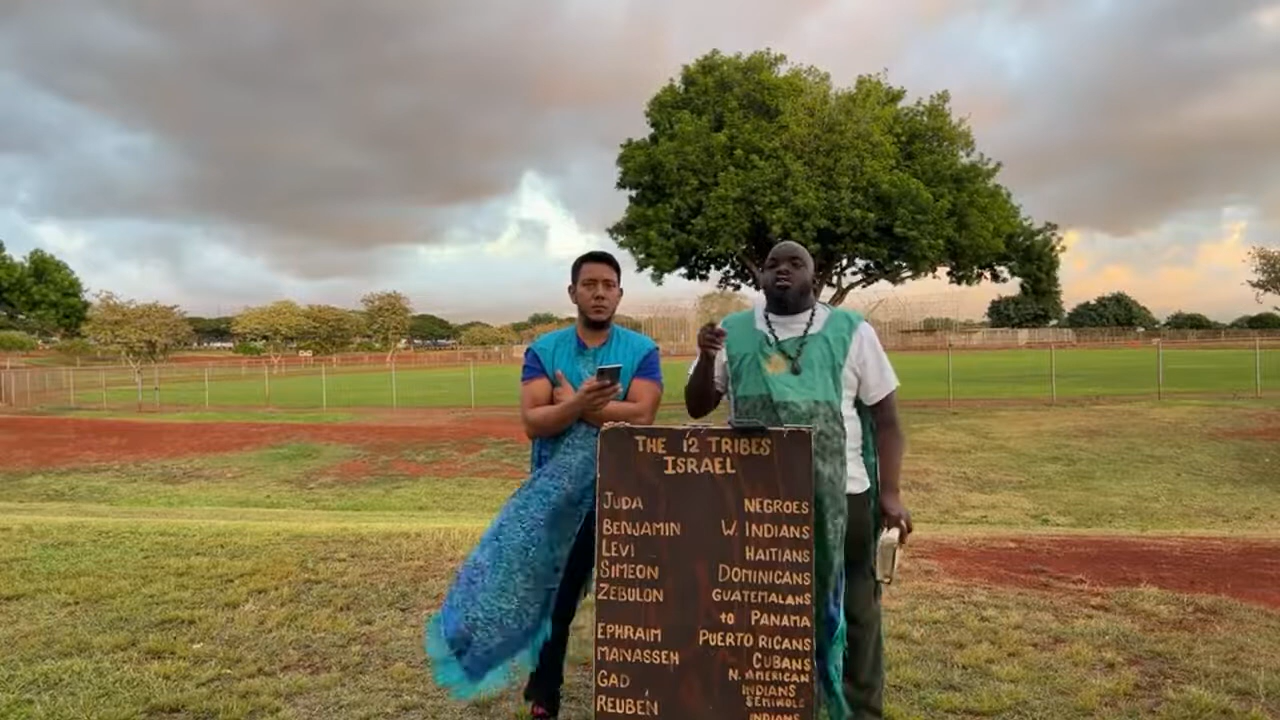 THE 12 TRIBES
ISRAEL
JUDA NEGROES
BENJAMIN W. INDIANS
LEVI HAITIANS
SIMEON DOMINICANS
ZEBULON GUATEMALANS
to PANAMA
EPHRAIM PUERTO RICANS
MANASSEH CUBANS
GAD N. AMERICAN
INDIANS
REUBEN SEMINOLE
INDIANS